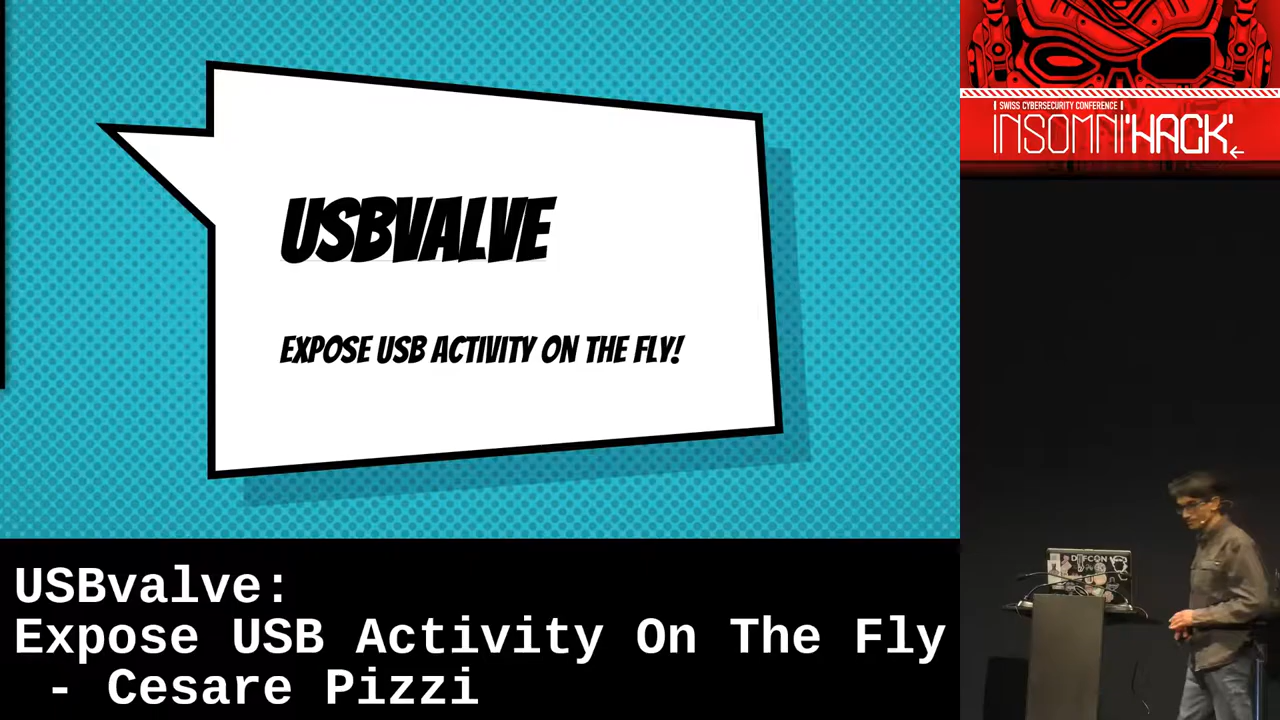 USBVALVE
EXPOSE USB ACTIVITY ON THE FLY!
SWISS CYBERSECURITY CONFERENCE
INSOMNI'HACK'
DEFCON
USBvalve:
Expose USB Activity On The Fly
- Cesare Pizzi